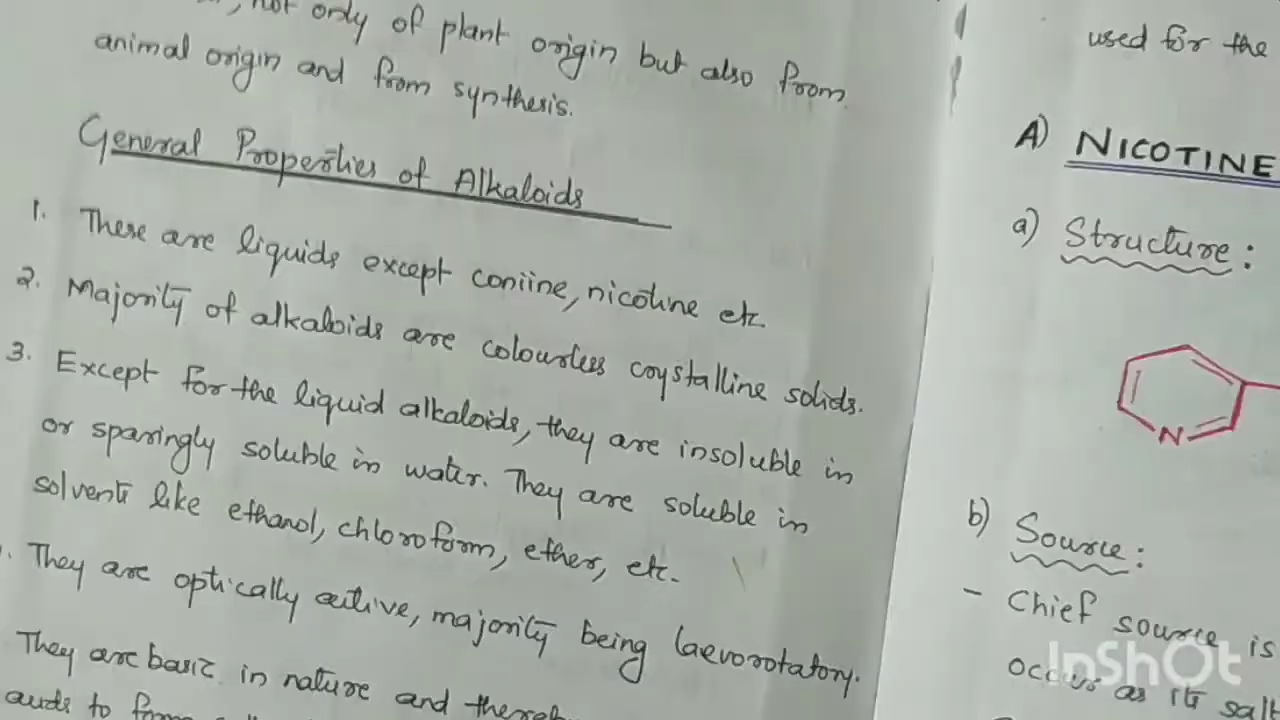 not only of plant origin but also from
animal origin and from synthesis.
General Properties of Alkaloids
1. These are liquids except coniine, nicotine etc.
2. Majority of alkaloids are colourless crystalline solids.
3. Except for the liquid alkaloids, they are insoluble in
or sparingly soluble in water. They are soluble in
solvents like ethanol, chloroform, ether, etc.
They are optically active, majority being laevorotatory.
They are basic in nature and
to form
used for the
A) NICOTINE
a) Structure:
N
b) Source:
- Chief source is
occurs as its salt
InShOt